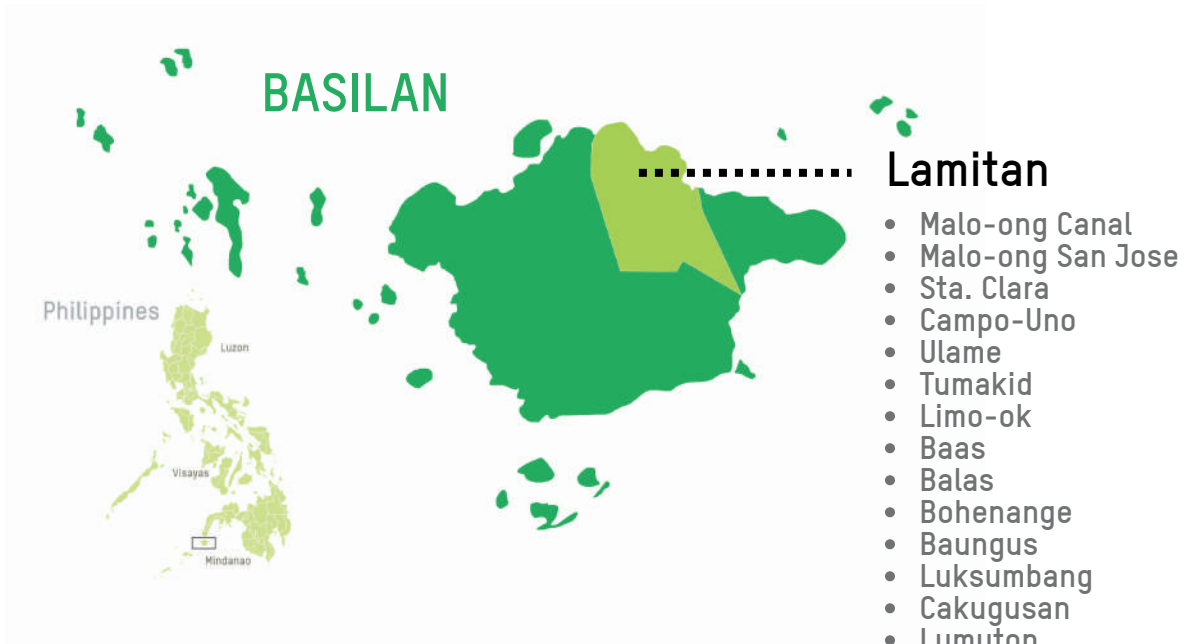 BASILAN
Lamitan
• Malo-ong Canal
• Malo-ong San Jose
• Sta. Clara
• Campo-Uno
• Ulame
• Tumakid
• Limo-ok
• Baas
• Balas
• Bohenange
• Baungus
• Luksumbang
• Cakugusan
• Lumuton
Philippines
Luzon
Visayas
Mindanao